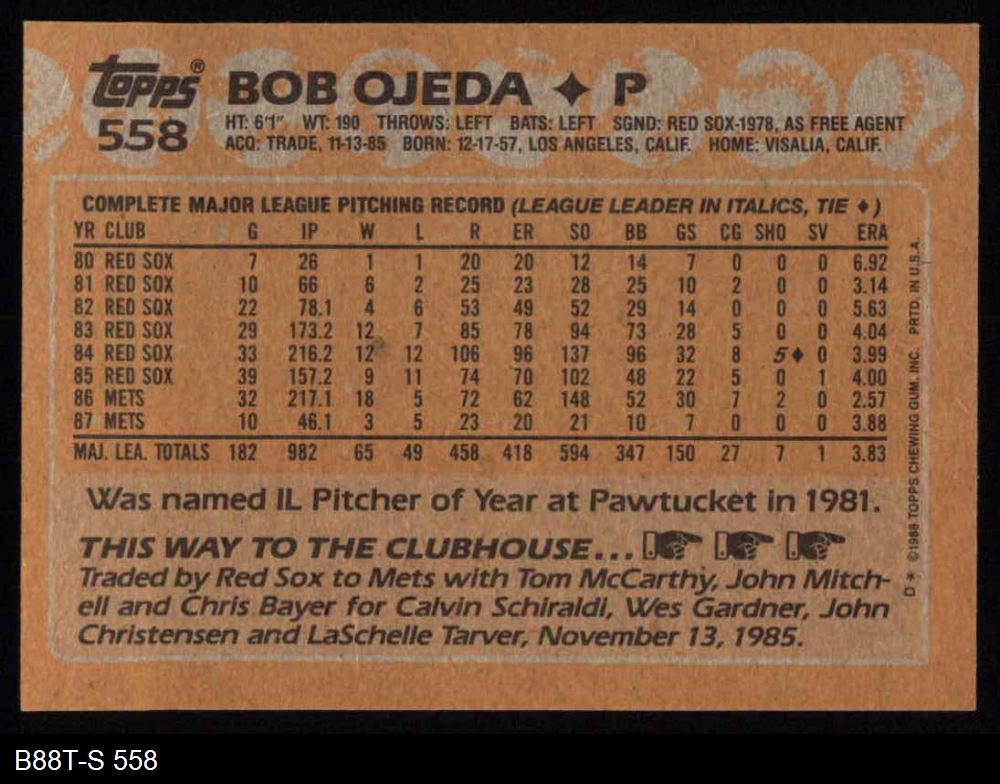 TOPPS® BOB OJEDA ♦ P
558 HT: 6'1" WT: 190 THROWS: LEFT BATS: LEFT SGND: RED SOX-1978, AS FREE AGENT
ACQ: TRADE, 11-13-85 BORN: 12-17-57, LOS ANGELES, CALIF. HOME: VISALIA, CALIF.
COMPLETE MAJOR LEAGUE PITCHING RECORD (LEAGUE LEADER IN ITALICS, TIE ♦)
YR CLUB G IP W L R ER SO BB GS CG SHO SV ERA
80 RED SOX 7 26 1 1 20 20 12 14 7 0 0 0 6.92
81 RED SOX 10 66 6 2 25 23 28 25 10 2 0 0 3.14
82 RED SOX 22 78.1 4 6 53 49 52 29 14 0 0 0 5.63
83 RED SOX 29 173.2 12 7 85 78 94 73 28 5 0 0 4.04
84 RED SOX 33 216.2 12 12 106 96 137 96 32 8 5♦ 0 3.99
85 RED SOX 39 157.2 9 11 74 70 102 48 22 5 0 1 4.00
86 METS 32 217.1 18 5 72 62 148 52 30 7 2 0 2.57
87 METS 10 46.1 3 5 23 20 21 10 7 0 0 0 3.88
MAJ. LEA. TOTALS 182 982 65 49 458 418 594 347 150 27 7 1 3.83
Was named IL Pitcher of Year at Pawtucket in 1981.
THIS WAY TO THE CLUBHOUSE...
Traded by Red Sox to Mets with Tom McCarthy, John Mitch-
ell and Chris Bayer for Calvin Schiraldi, Wes Gardner, John
Christensen and LaSchelle Tarver, November 13, 1985.
D* ©1988 TOPPS CHEWING GUM, INC. PRTD. IN U.S.A.
B88T-S 558